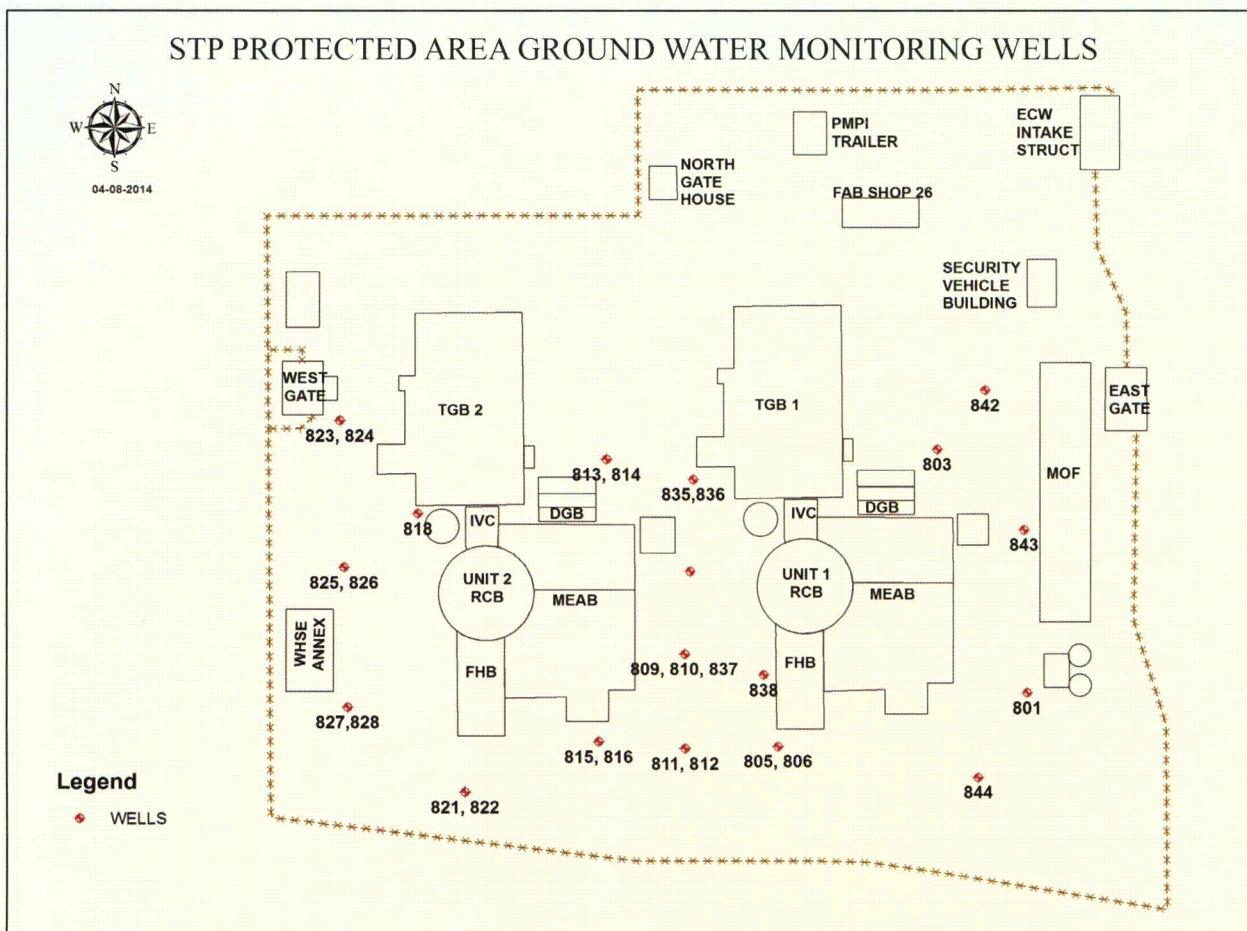 STP PROTECTED AREA GROUND WATER MONITORING WELLS
N
W E
S
04-08-2014
PMPI
TRAILER
ECW
INTAKE
STRUCT
NORTH
GATE
HOUSE
FAB SHOP 26
SECURITY
VEHICLE
BUILDING
WEST
GATE
TGB 2
TGB 1
842
EAST
GATE
823, 824
813, 814
835,836
803
MOF
818
IVC
DGB
IVC
DGB
843
825, 826
UNIT 2
RCB
MEAB
UNIT 1
RCB
MEAB
WHSE
ANNEX
FHB
809, 810, 837
838
FHB
801
827,828
815, 816
811, 812
805, 806
844
821, 822
Legend
WELLS